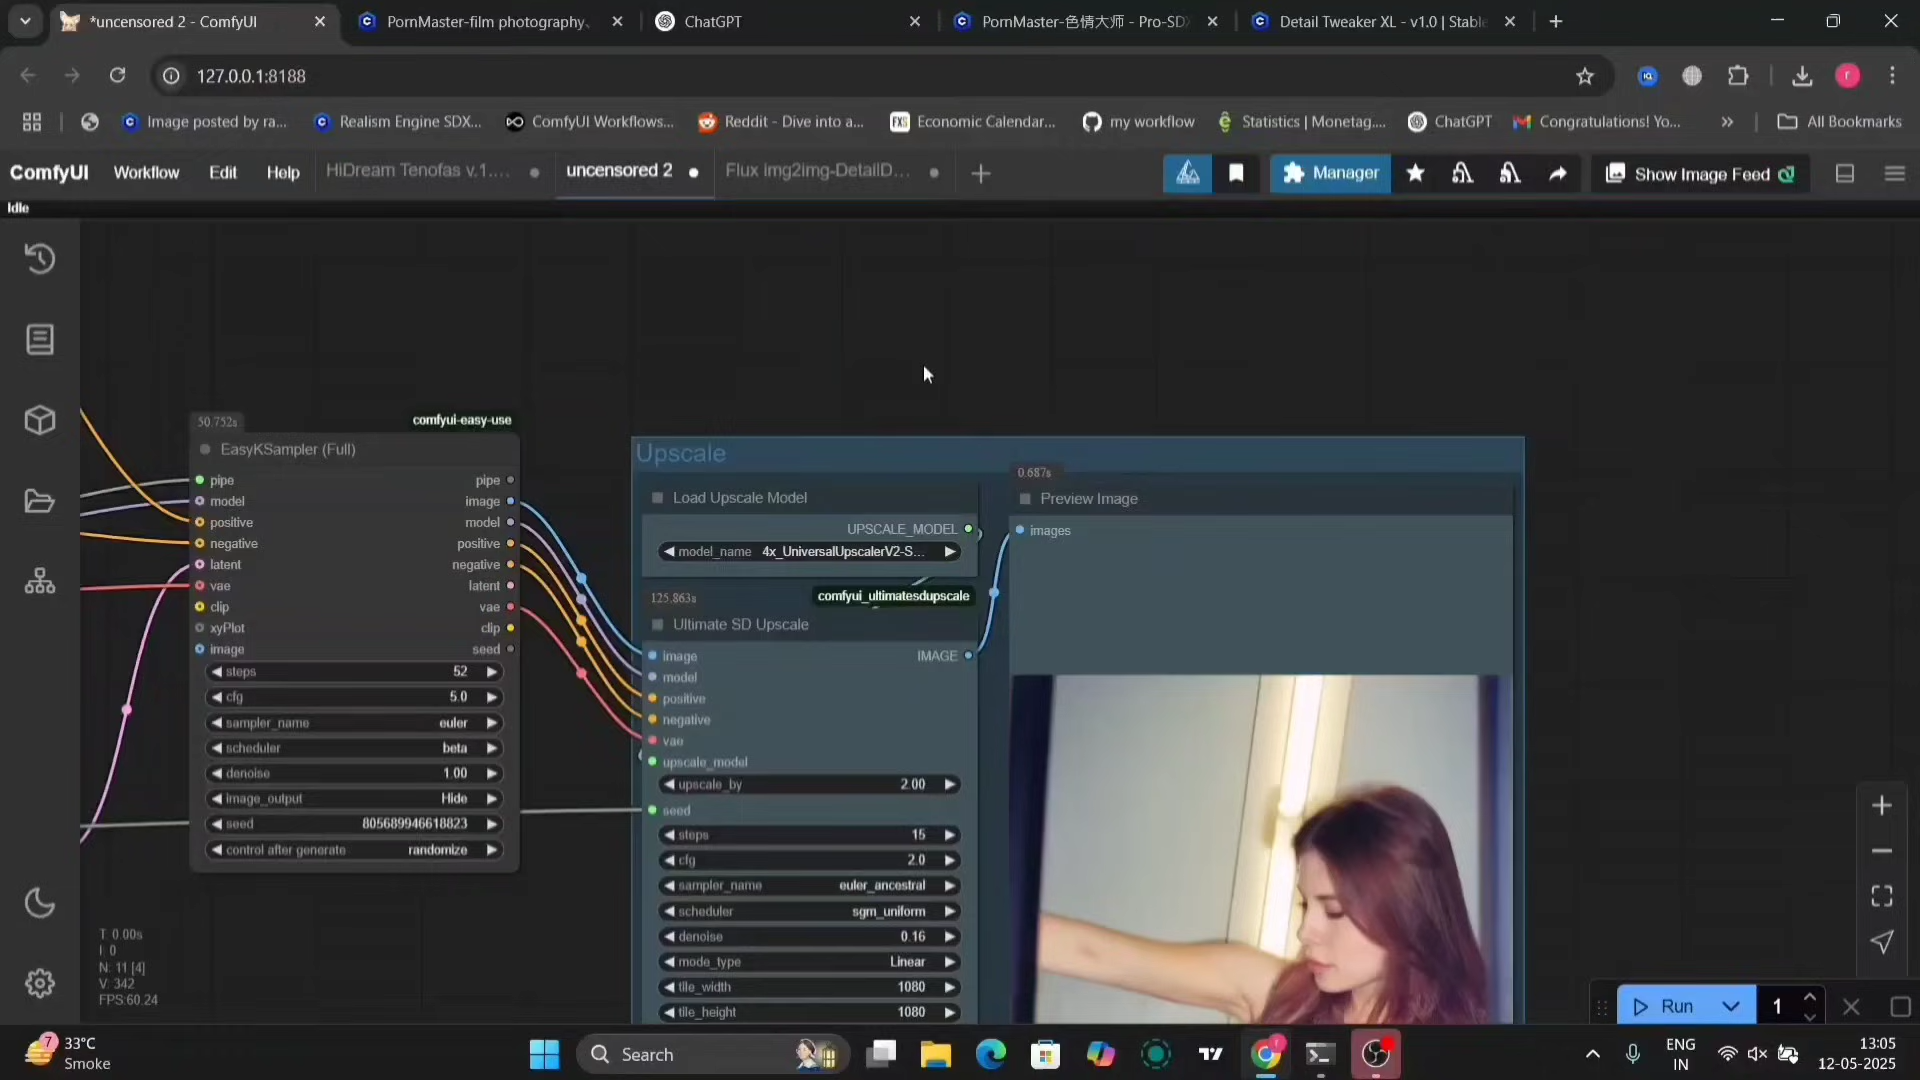 *uncensored 2 - ComfyUI
PornMaster-film photography、
ChatGPT
PornMaster-色情大师 - Pro-SDX
Detail Tweaker XL - v1.0 | Stable
127.0.0.1:8188
Image posted by ra...
Realism Engine SDX...
ComfyUI Workflows...
Reddit - Dive into a...
FXS
Economic Calendar...
my workflow
Statistics | Monetag....
ChatGPT
Congratulations! Yo...
All Bookmarks
ComfyUI
Workflow
Edit
Help
HiDream Tenofas v.1....
uncensored 2
Flux img2img-DetailD...
Manager
Show Image Feed
Idle
50.752s
comfyui-easy-use
EasyKSampler (Full)
pipe pipe
model image
positive model
negative positive
latent negative
vae latent
clip vae
xyPlot clip
image seed
steps 52
cfg 5.0
sampler_name euler
scheduler beta
denoise 1.00
image_output Hide
seed 805689946618823
control after generate randomize
Upscale
Load Upscale Model
UPSCALE_MODEL
model_name 4x_UniversalUpscalerV2-S...
125.863s
comfyui_ultimatesdupscale
Ultimate SD Upscale
image IMAGE
model
positive
negative
vae
upscale_model
upscale_by 2.00
seed
steps 15
cfg 2.0
sampler_name euler_ancestral
scheduler sgm_uniform
denoise 0.16
mode_type Linear
tile_width 1080
tile_height 1080
0.687s
Preview Image
images
T: 0.00s
I: 0
N: 11 [4]
V: 342
FPS:60.24
Run
1
7
33°C
Smoke
Search
ENG
IN
13:05
12-05-2025